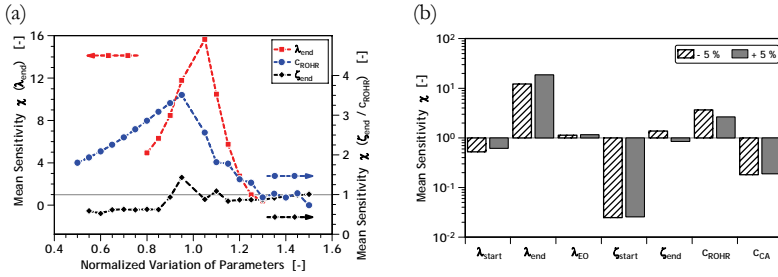 (a)
Mean Sensitivity χ (λend) [-]
16
12
8
4
0
λend
cROHR
ζend
4
3
2
1
0
Mean Sensitivity χ (ζend / cROHR) [-]
0.4 0.6 0.8 1.0 1.2 1.4 1.6
Normalized Variation of Parameters [-]
(b)
Mean Sensitivity χ [-]
10²
10¹
10⁰
10⁻¹
10⁻²
- 5 % + 5 %
λstart λend λEO ζstart ζend cROHR cCA